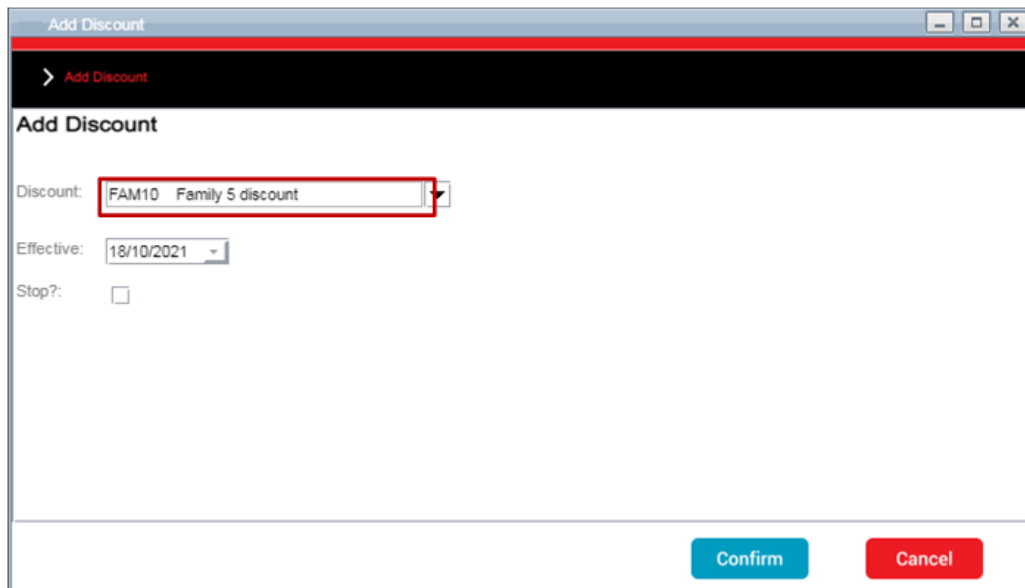 Add Discount
Add Discount
Add Discount
Discount: FAM10 Family 5 discount
Effective: 18/10/2021
Stop?:
Confirm Cancel